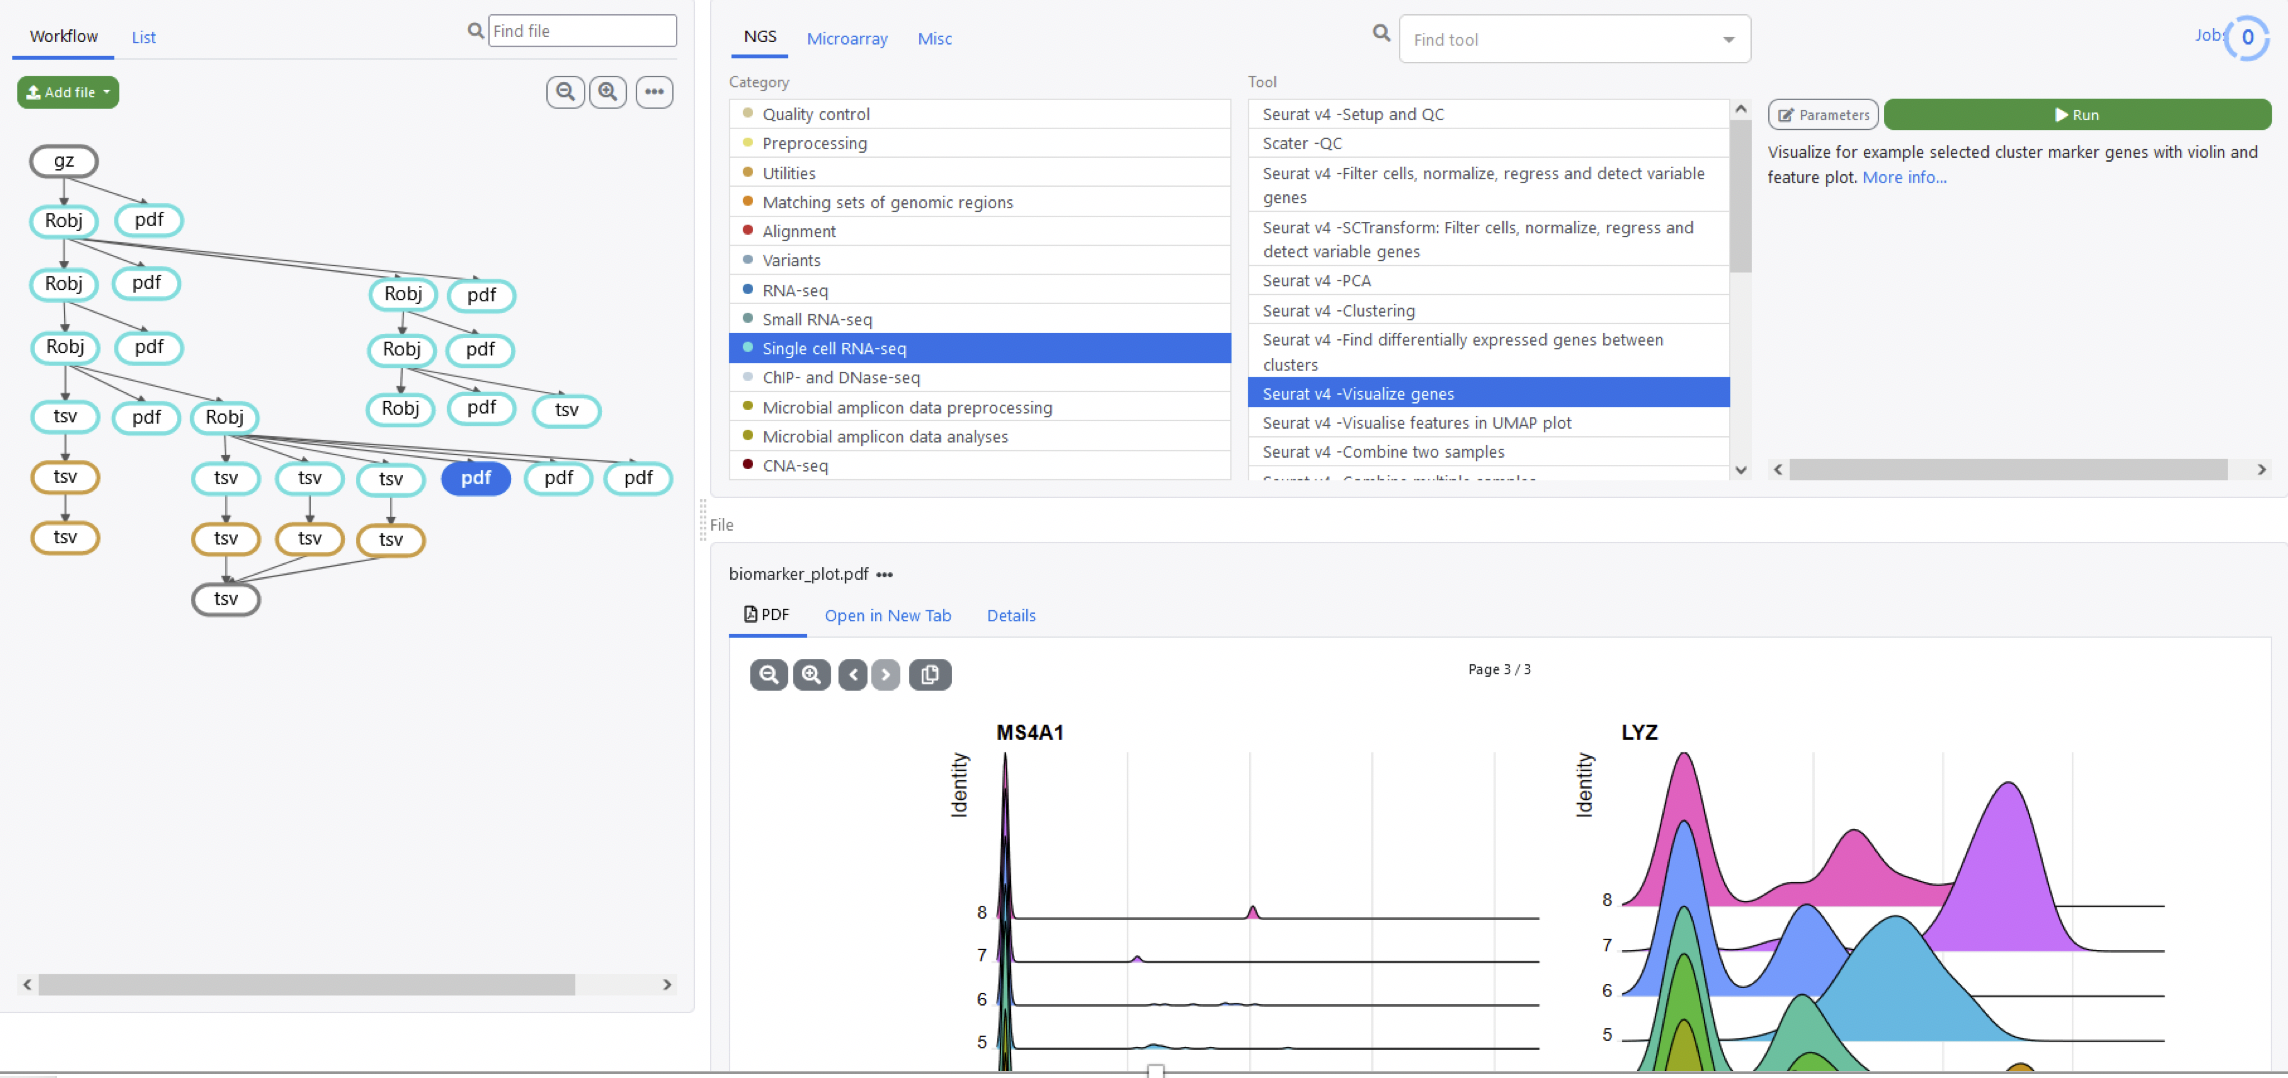 Workflow
List
Find file
Add file
gz
Robj
pdf
Robj
pdf
Robj
pdf
Robj
pdf
Robj
pdf
tsv
pdf
Robj
Robj
pdf
tsv
tsv
tsv
tsv
tsv
pdf
pdf
pdf
tsv
tsv
tsv
tsv
tsv
NGS
Microarray
Misc
Find tool
Jobs
0
Category
Quality control
Preprocessing
Utilities
Matching sets of genomic regions
Alignment
Variants
RNA-seq
Small RNA-seq
Single cell RNA-seq
ChIP- and DNase-seq
Microbial amplicon data preprocessing
Microbial amplicon data analyses
CNA-seq
Tool
Seurat v4 -Setup and QC
Scater -QC
Seurat v4 -Filter cells, normalize, regress and detect variable
genes
Seurat v4 -SCTransform: Filter cells, normalize, regress and
detect variable genes
Seurat v4 -PCA
Seurat v4 -Clustering
Seurat v4 -Find differentially expressed genes between
clusters
Seurat v4 -Visualize genes
Seurat v4 -Visualise features in UMAP plot
Seurat v4 -Combine two samples
Seurat v4 -Combine multiple samples
Parameters
Run
Visualize for example selected cluster marker genes with violin and
feature plot. More info...
File
biomarker_plot.pdf
PDF
Open in New Tab
Details
Page 3 / 3
MS4A1
Identity
8
7
6
5
LYZ
Identity
8
7
6
5